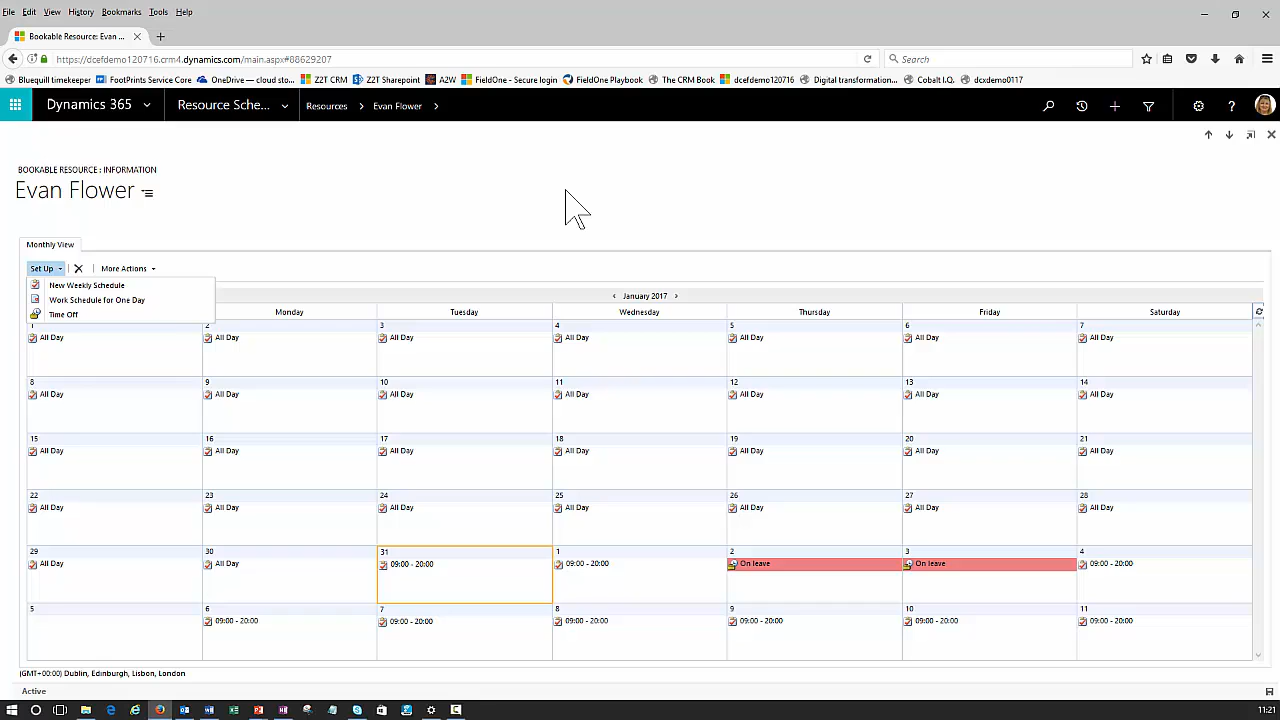 File Edit View History Bookmarks Tools Help
Bookable Resource: Evan ...
https://dcefdemo120716.crm4.dynamics.com/main.aspx#88629207
Search
Bluequill timekeeper FootPrints Service Core OneDrive — cloud sto... ZZT CRM ZZT Sharepoint A2W FieldOne - Secure login FieldOne Playbook The CRM Book dcefdemo120716 Digital transformation... Cobalt I.Q. dcxdemo0117
Dynamics 365 Resource Sche... Resources Evan Flower
BOOKABLE RESOURCE : INFORMATION
Evan Flower
Monthly View
Set Up More Actions
New Weekly Schedule
Work Schedule for One Day
Time Off
January 2017
Monday Tuesday Wednesday Thursday Friday Saturday
1 2 3 4 5 6 7
All Day All Day All Day All Day All Day All Day All Day
8 9 10 11 12 13 14
All Day All Day All Day All Day All Day All Day All Day
15 16 17 18 19 20 21
All Day All Day All Day All Day All Day All Day All Day
22 23 24 25 26 27 28
All Day All Day All Day All Day All Day All Day All Day
29 30 31 1 2 3 4
All Day All Day 09:00 - 20:00 09:00 - 20:00 On leave On leave 09:00 - 20:00
5 6 7 8 9 10 11
09:00 - 20:00 09:00 - 20:00 09:00 - 20:00 09:00 - 20:00 09:00 - 20:00 09:00 - 20:00
(GMT+00:00) Dublin, Edinburgh, Lisbon, London
Active
11:21